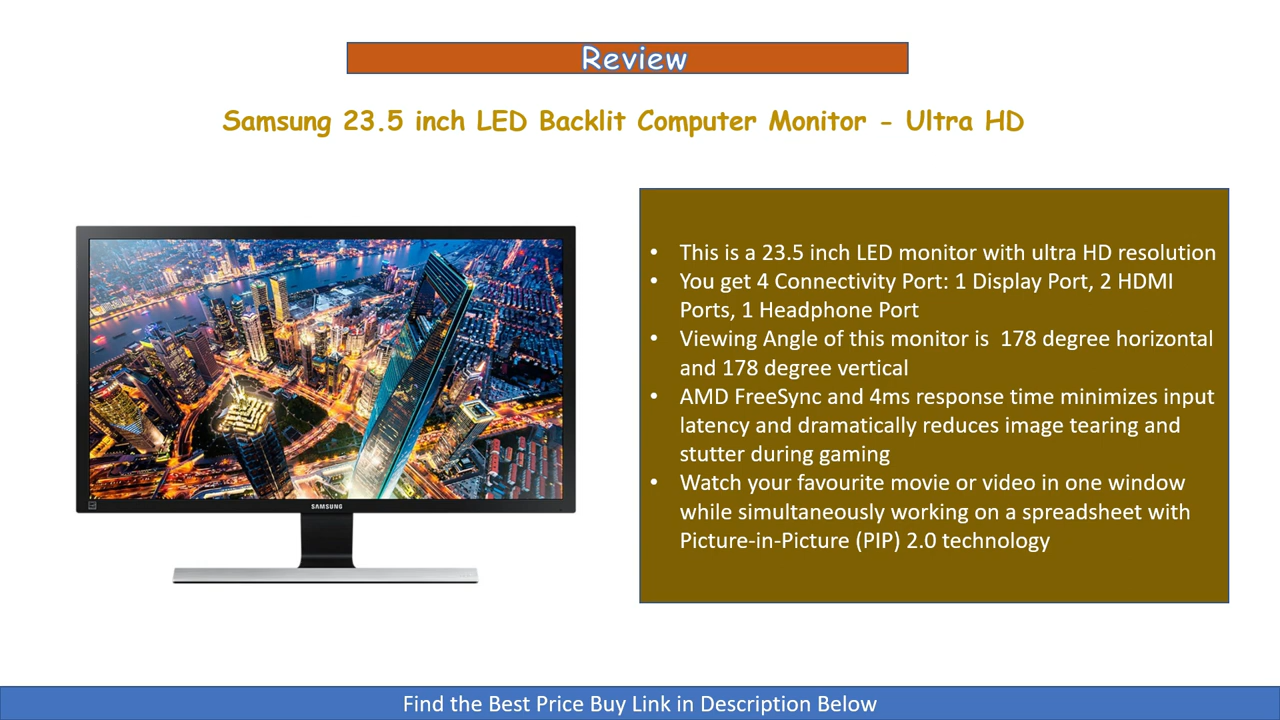 Review
Samsung 23.5 inch LED Backlit Computer Monitor - Ultra HD
• This is a 23.5 inch LED monitor with ultra HD resolution
• You get 4 Connectivity Port: 1 Display Port, 2 HDMI
Ports, 1 Headphone Port
• Viewing Angle of this monitor is  178 degree horizontal
and 178 degree vertical
• AMD FreeSync and 4ms response time minimizes input
latency and dramatically reduces image tearing and
stutter during gaming
• Watch your favourite movie or video in one window
while simultaneously working on a spreadsheet with
Picture-in-Picture (PIP) 2.0 technology
SAMSUNG
Find the Best Price Buy Link in Description Below